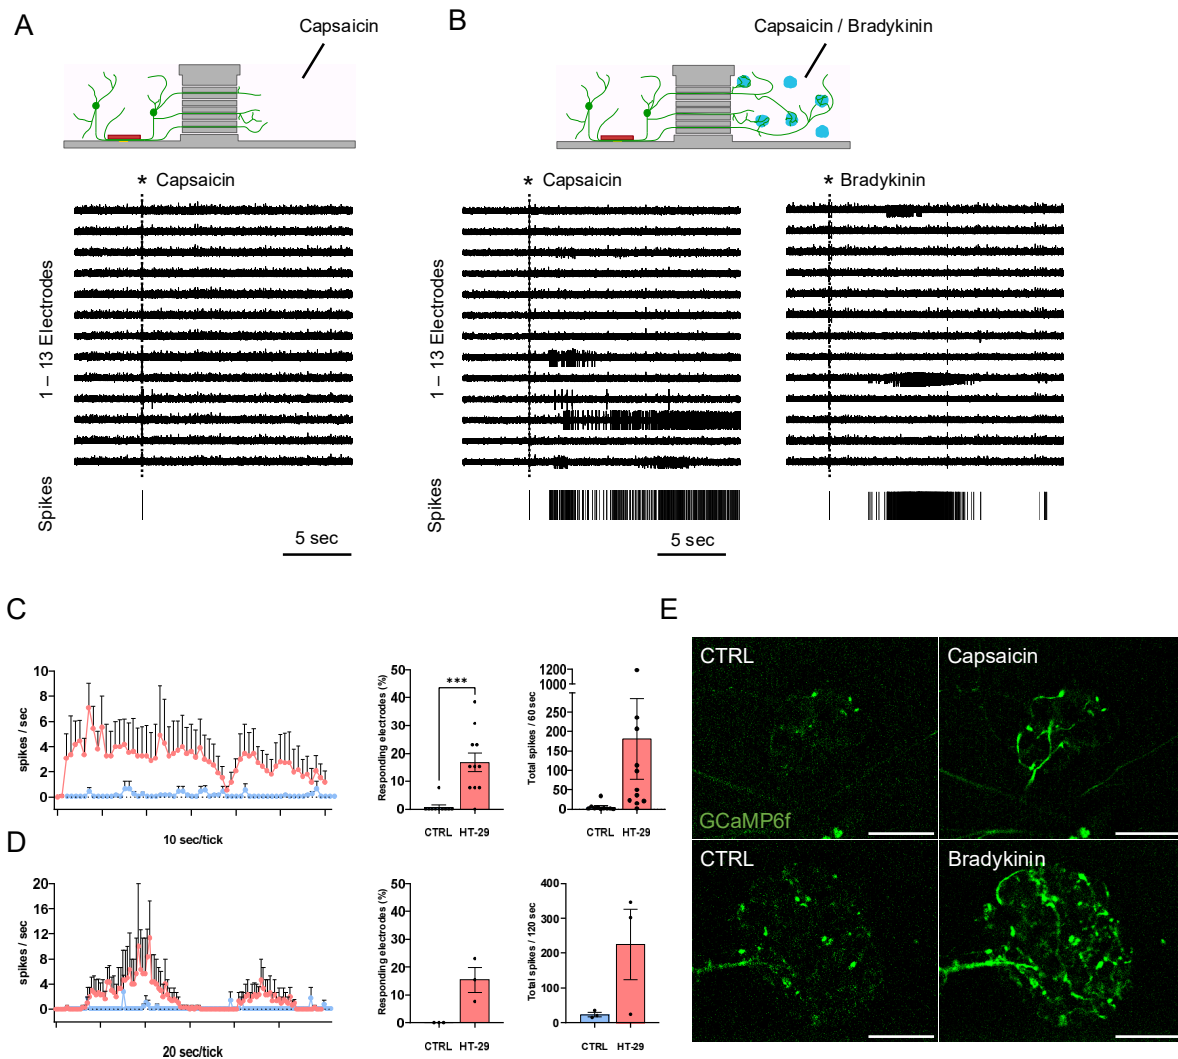 A
Capsaicin
* Capsaicin
1 – 13 Electrodes
Spikes
5 sec
B
Capsaicin / Bradykinin
* Capsaicin
* Bradykinin
1 – 13 Electrodes
Spikes
5 sec
C
spikes / sec
10
8
6
4
2
0
10 sec/tick
Responding electrodes (%)
50
40
30
20
10
0
***
CTRL HT-29
Total spikes / 60 sec
1200
1000
250
200
150
100
50
0
CTRL HT-29
D
spikes / sec
20
16
12
8
4
0
20 sec/tick
Responding electrodes (%)
50
40
30
20
10
0
CTRL HT-29
Total spikes / 120 sec
400
300
200
100
0
CTRL HT-29
E
CTRL
Capsaicin
GCaMP6f
CTRL
Bradykinin